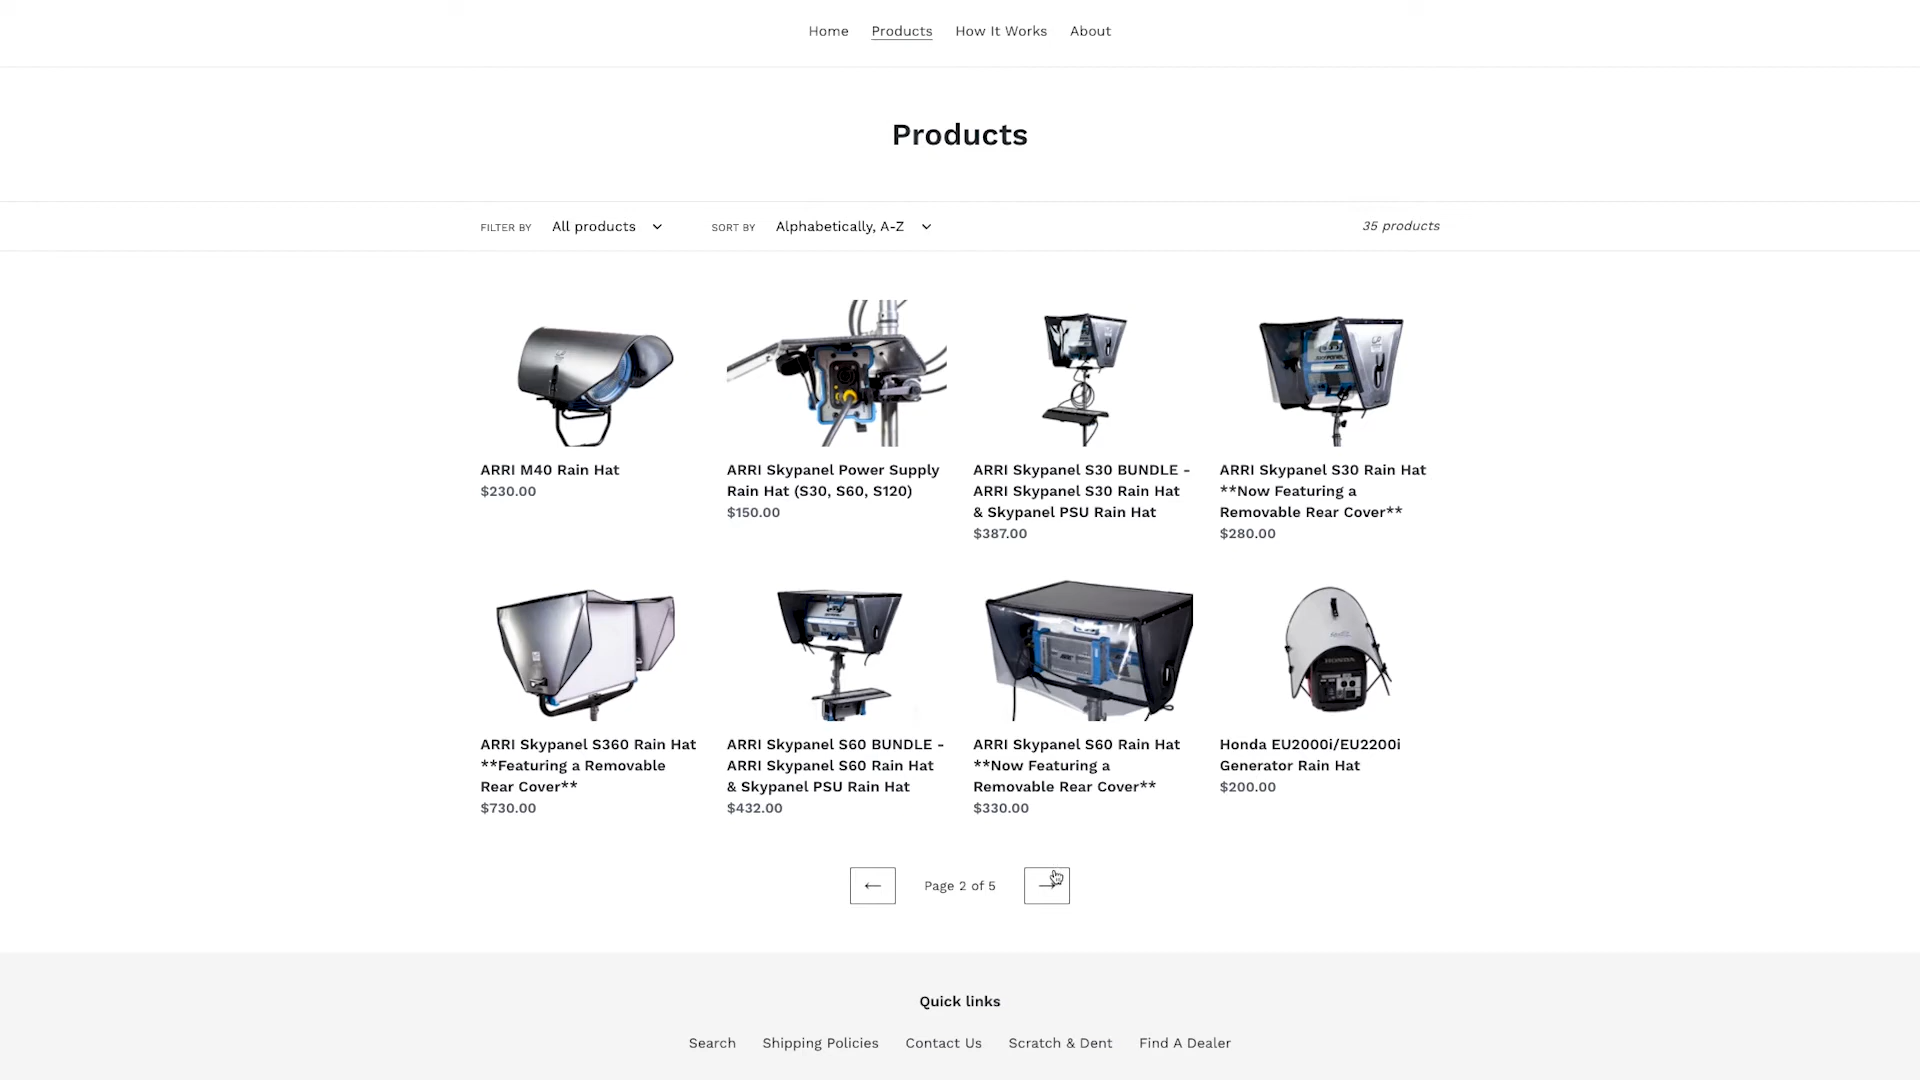 Home Products How It Works About
Products
FILTER BY All products SORT BY Alphabetically, A-Z 35 products
ARRI M40 Rain Hat
$230.00
ARRI Skypanel Power Supply
Rain Hat (S30, S60, S120)
$150.00
ARRI Skypanel S30 BUNDLE -
ARRI Skypanel S30 Rain Hat
& Skypanel PSU Rain Hat
$387.00
ARRI Skypanel S30 Rain Hat
**Now Featuring a
Removable Rear Cover**
$280.00
ARRI Skypanel S360 Rain Hat
**Featuring a Removable
Rear Cover**
$730.00
ARRI Skypanel S60 BUNDLE -
ARRI Skypanel S60 Rain Hat
& Skypanel PSU Rain Hat
$432.00
ARRI Skypanel S60 Rain Hat
**Now Featuring a
Removable Rear Cover**
$330.00
HONDA
Honda EU2000i/EU2200i
Generator Rain Hat
$200.00
Page 2 of 5
Quick links
Search Shipping Policies Contact Us Scratch & Dent Find A Dealer